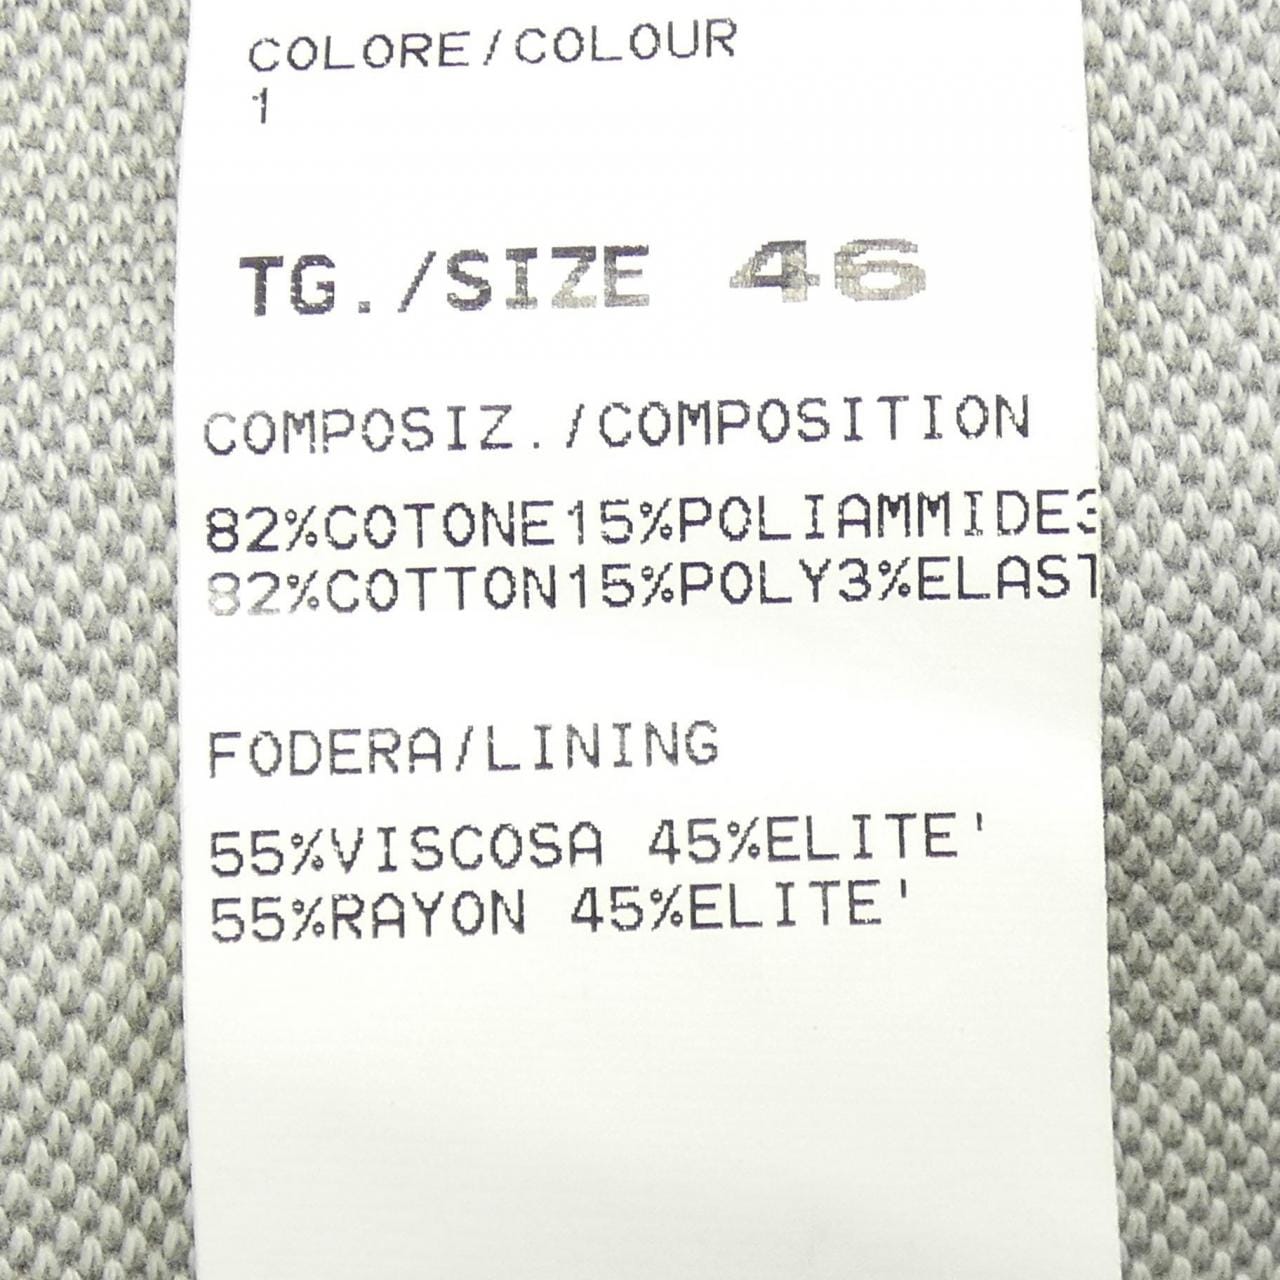 COLORE/COLOUR
1
TG./SIZE 46
COMPOSIZ./COMPOSITION
82%COTONE15%POLIAMMIDE3
82%COTTON15%POLY3%ELAST
FODERA/LINING
55%VISCOSA 45%ELITE'
55%RAYON 45%ELITE'